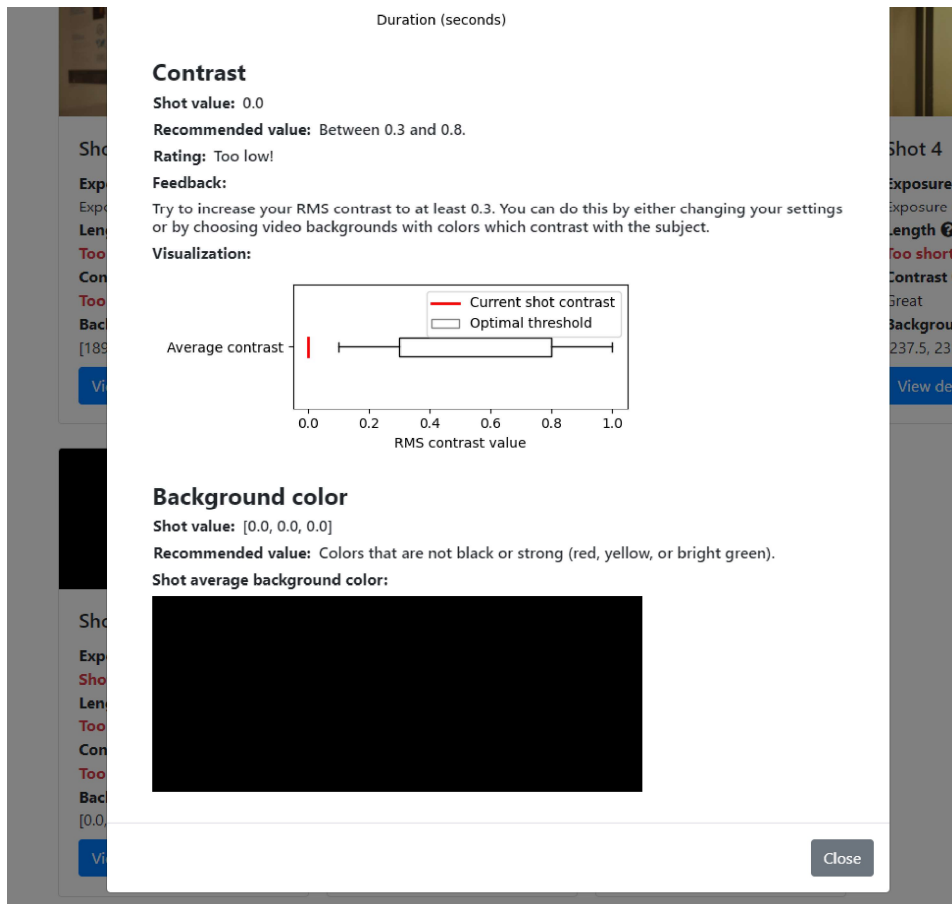 Duration (seconds)
Contrast
Shot value: 0.0
Recommended value: Between 0.3 and 0.8.
Rating: Too low!
Feedback:
Try to increase your RMS contrast to at least 0.3. You can do this by either changing your settings
or by choosing video backgrounds with colors which contrast with the subject.
Visualization:
Current shot contrast
Optimal threshold
Average contrast
0.0 0.2 0.4 0.6 0.8 1.0
RMS contrast value
Background color
Shot value: [0.0, 0.0, 0.0]
Recommended value: Colors that are not black or strong (red, yellow, or bright green).
Shot average background color:
Close
Shot 4
Exposure
Exposure
Length
Too short
Contrast
Great
View